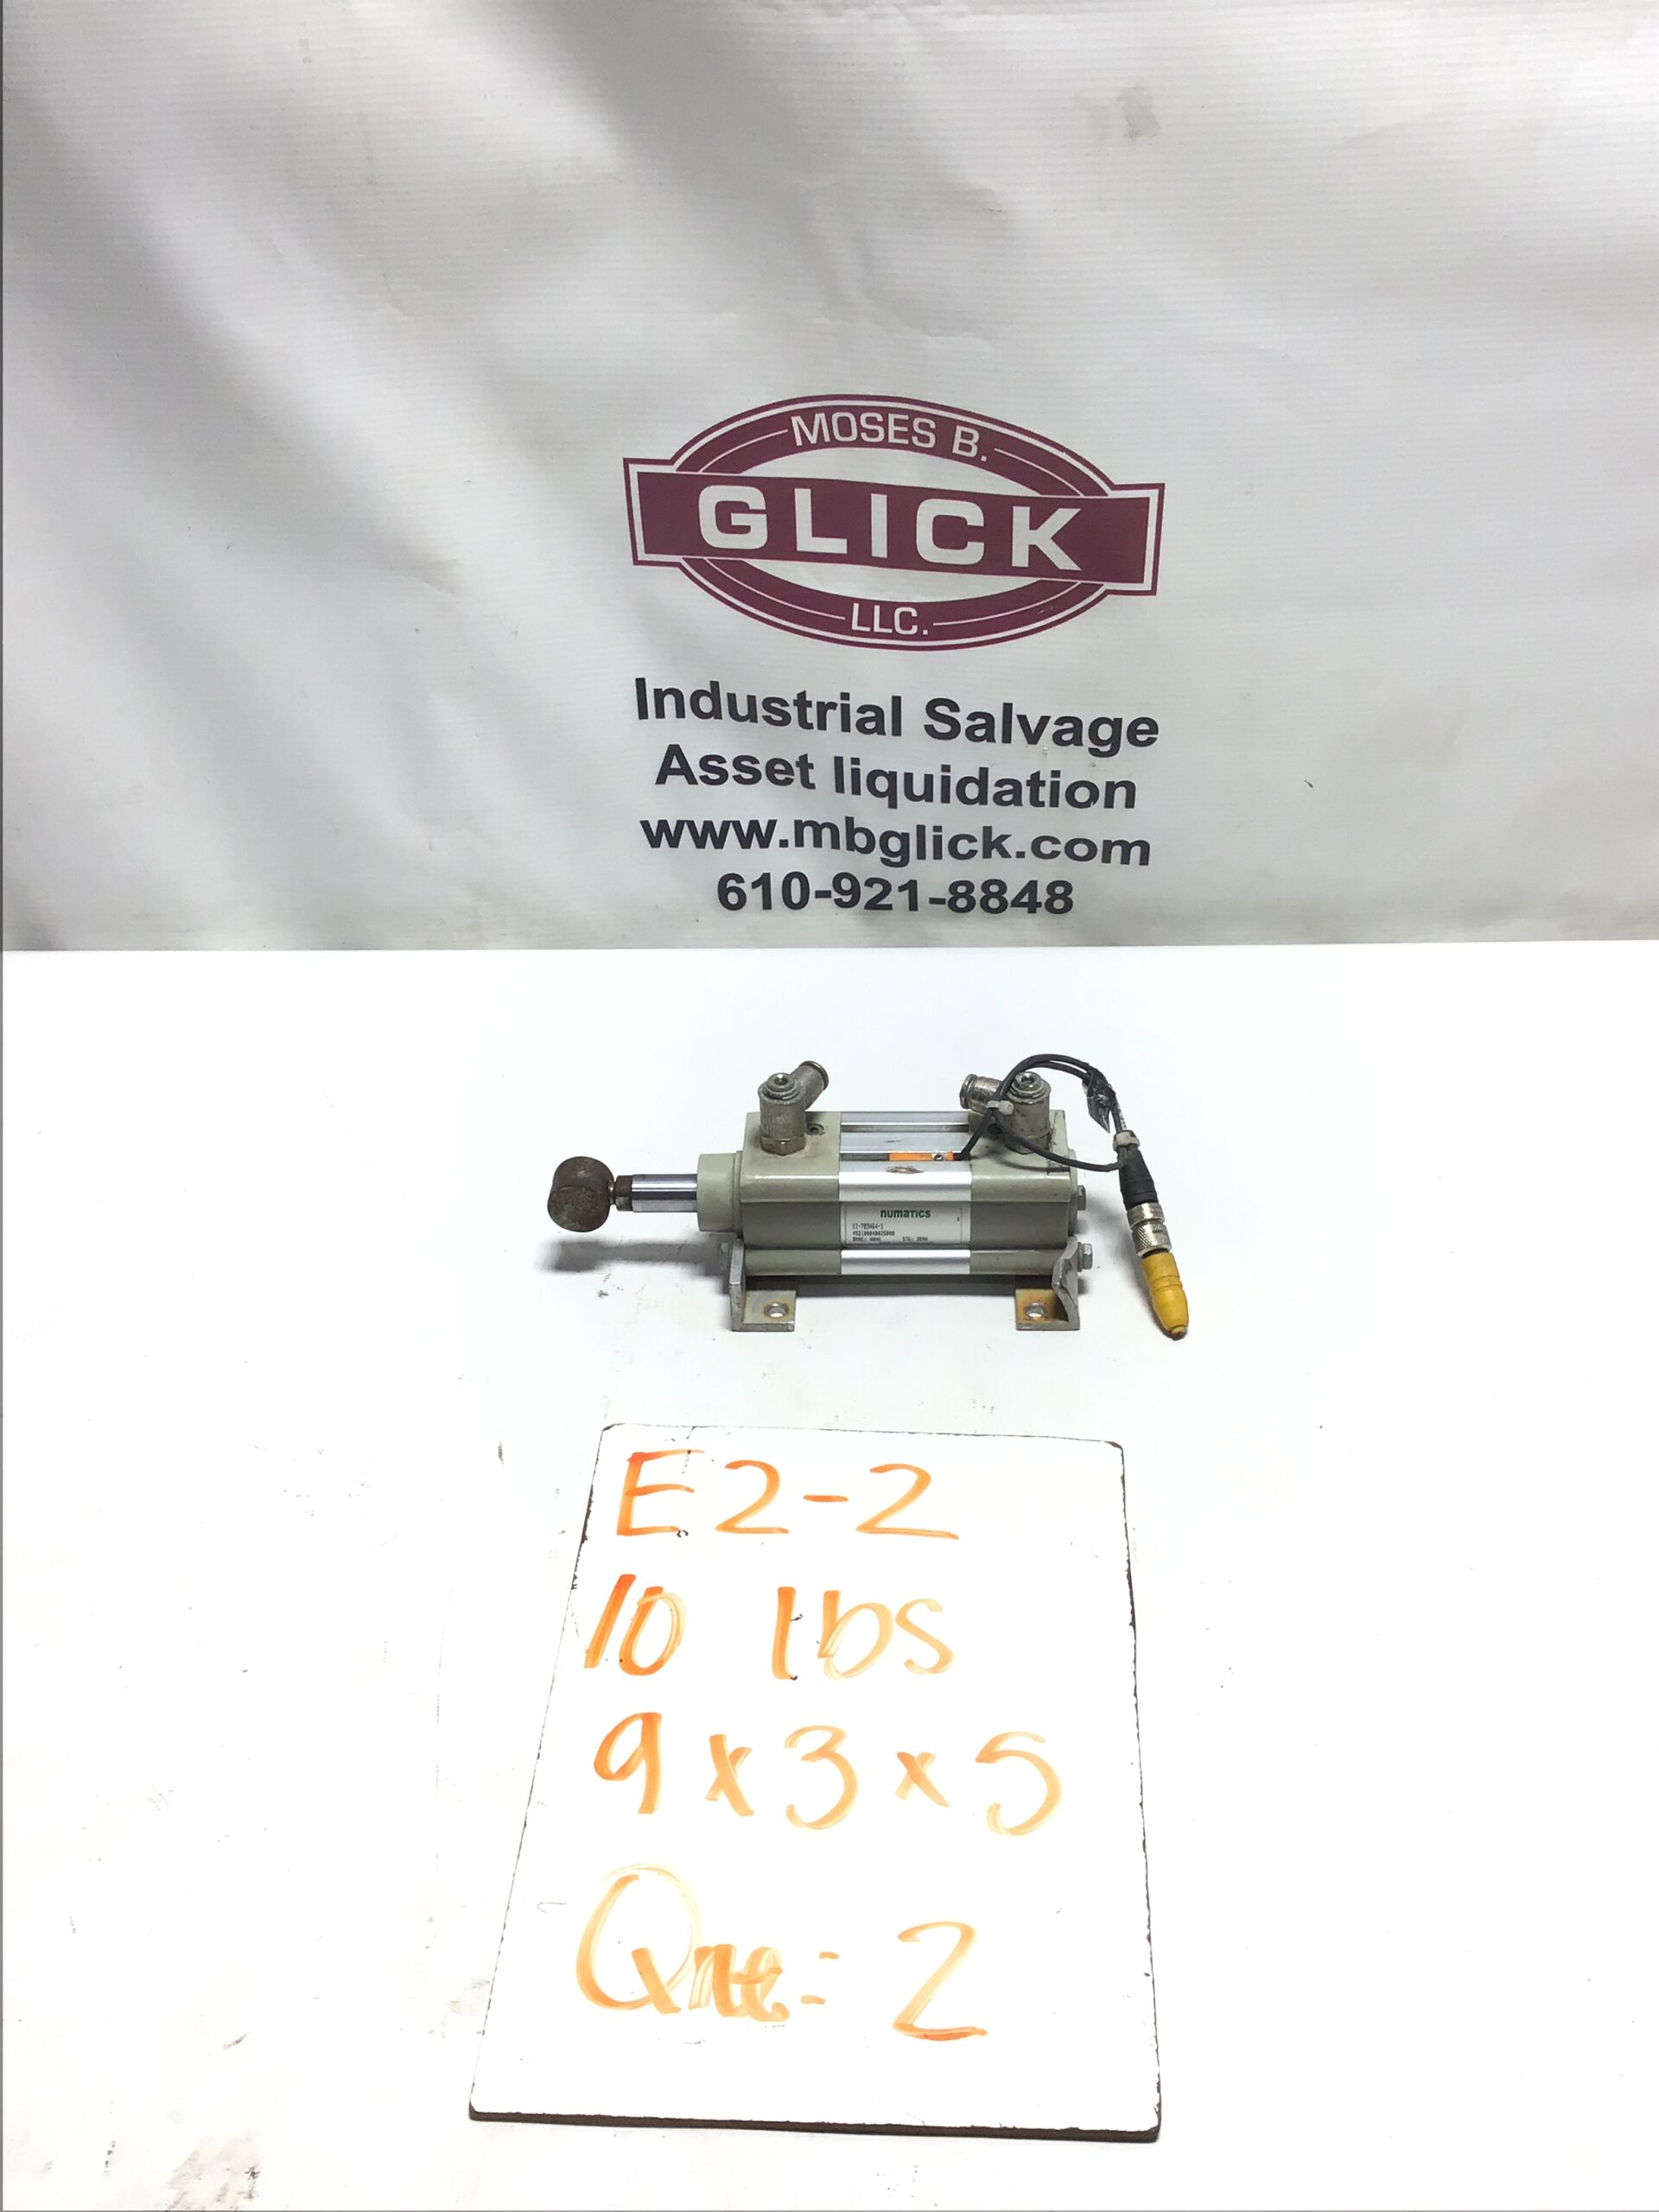 MOSES B.
GLICK
LLC.
Industrial Salvage
Asset liquidation
www.mbglick.com
610-921-8848
numatics
E2-2
10 lbs
9 x 3 x 5
= 2